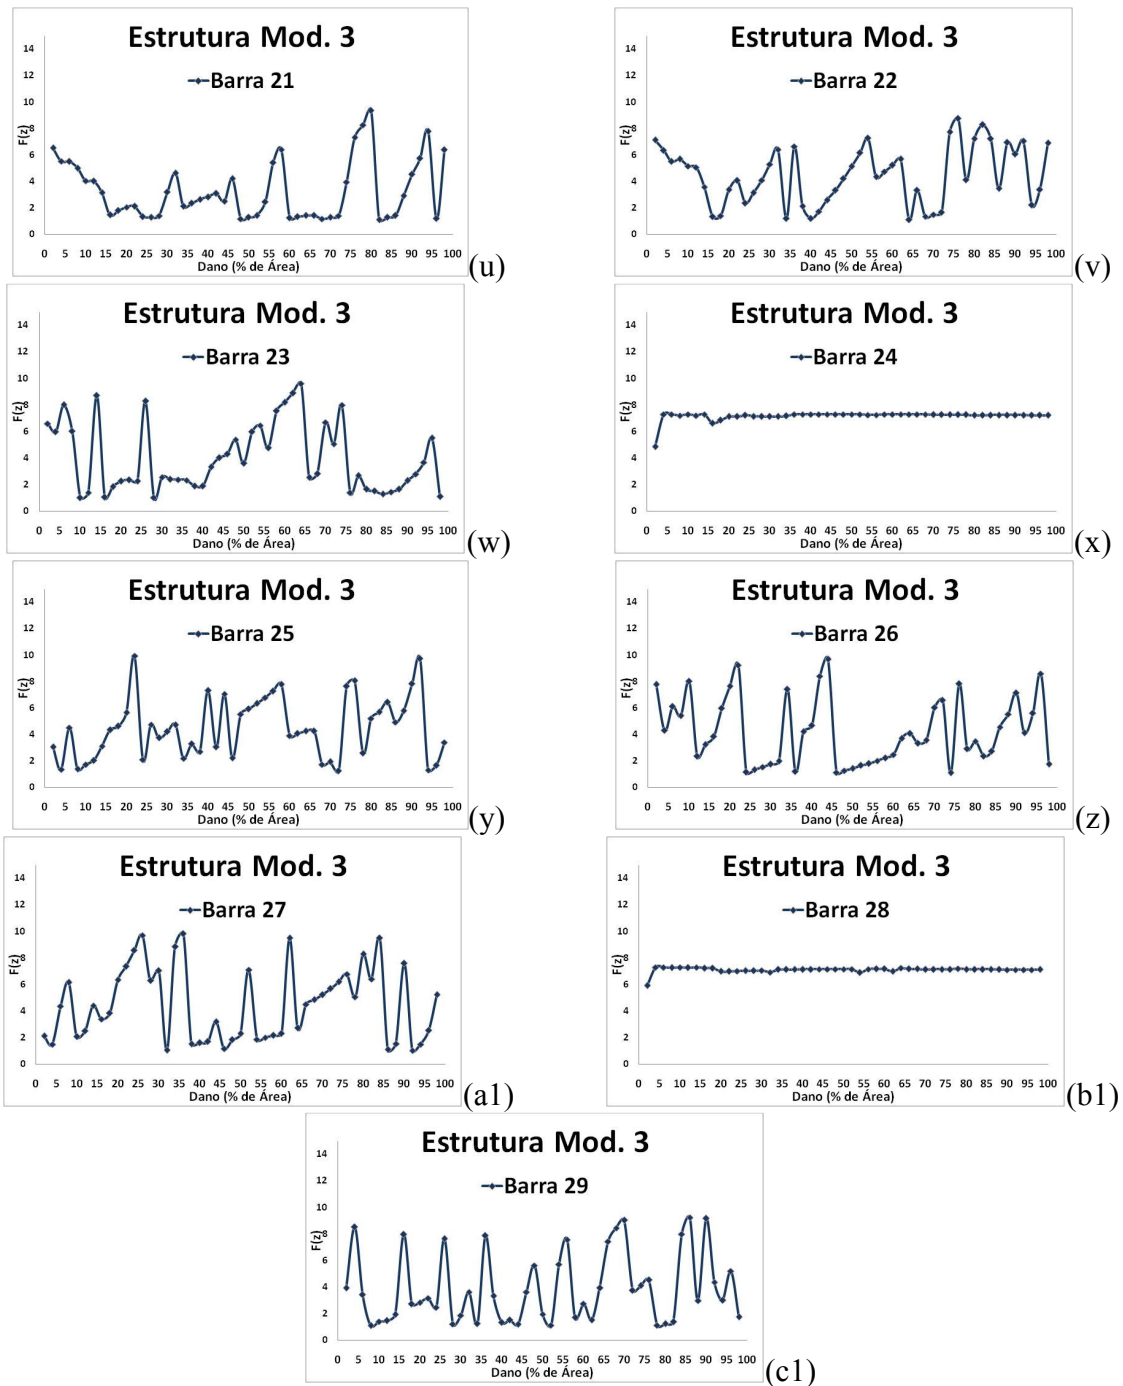 Estrutura Mod. 3
Barra 21
F(z)
14
12
10
8
6
4
2
0
0 5 10 15 20 25 30 35 40 45 50 55 60 65 70 75 80 85 90 95 100
Dano (% de Área)
(u)
Estrutura Mod. 3
Barra 22
F(z)
14
12
10
8
6
4
2
0
0 5 10 15 20 25 30 35 40 45 50 55 60 65 70 75 80 85 90 95 100
Dano (% de Área)
(v)
Estrutura Mod. 3
Barra 23
F(z)
14
12
10
8
6
4
2
0
0 5 10 15 20 25 30 35 40 45 50 55 60 65 70 75 80 85 90 95 100
Dano (% de Área)
(w)
Estrutura Mod. 3
Barra 24
F(z)
14
12
10
8
6
4
2
0
0 5 10 15 20 25 30 35 40 45 50 55 60 65 70 75 80 85 90 95 100
Dano (% de Área)
(x)
Estrutura Mod. 3
Barra 25
F(z)
14
12
10
8
6
4
2
0
0 5 10 15 20 25 30 35 40 45 50 55 60 65 70 75 80 85 90 95 100
Dano (% de Área)
(y)
Estrutura Mod. 3
Barra 26
F(z)
14
12
10
8
6
4
2
0
0 5 10 15 20 25 30 35 40 45 50 55 60 65 70 75 80 85 90 95 100
Dano (% de Área)
(z)
Estrutura Mod. 3
Barra 27
F(z)
14
12
10
8
6
4
2
0
0 5 10 15 20 25 30 35 40 45 50 55 60 65 70 75 80 85 90 95 100
Dano (% de Área)
(a1)
Estrutura Mod. 3
Barra 28
F(z)
14
12
10
8
6
4
2
0
0 5 10 15 20 25 30 35 40 45 50 55 60 65 70 75 80 85 90 95 100
Dano (% de Área)
(b1)
Estrutura Mod. 3
Barra 29
F(z)
14
12
10
8
6
4
2
0
0 5 10 15 20 25 30 35 40 45 50 55 60 65 70 75 80 85 90 95 100
Dano (% de Área)
(c1)